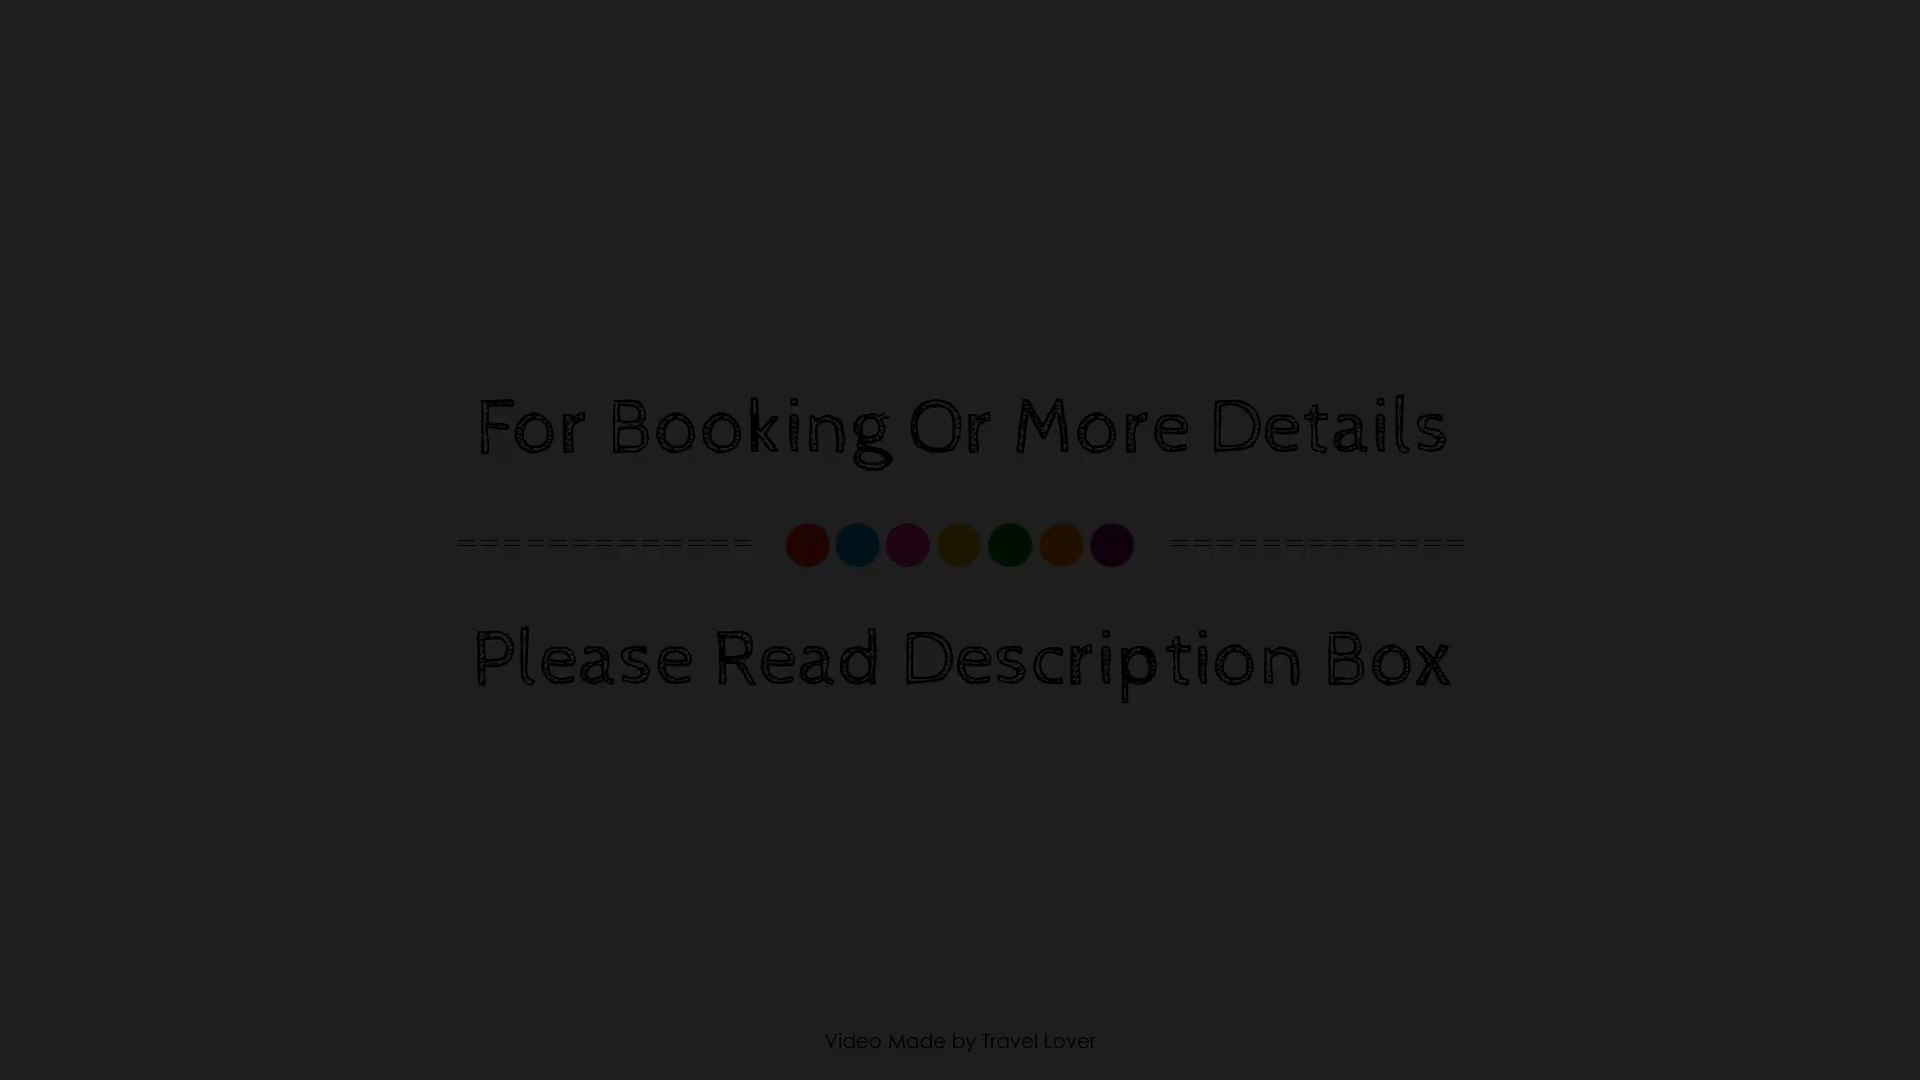 For Booking Or More Details
============= =============
Please Read Description Box
Video Made by Travel Lover